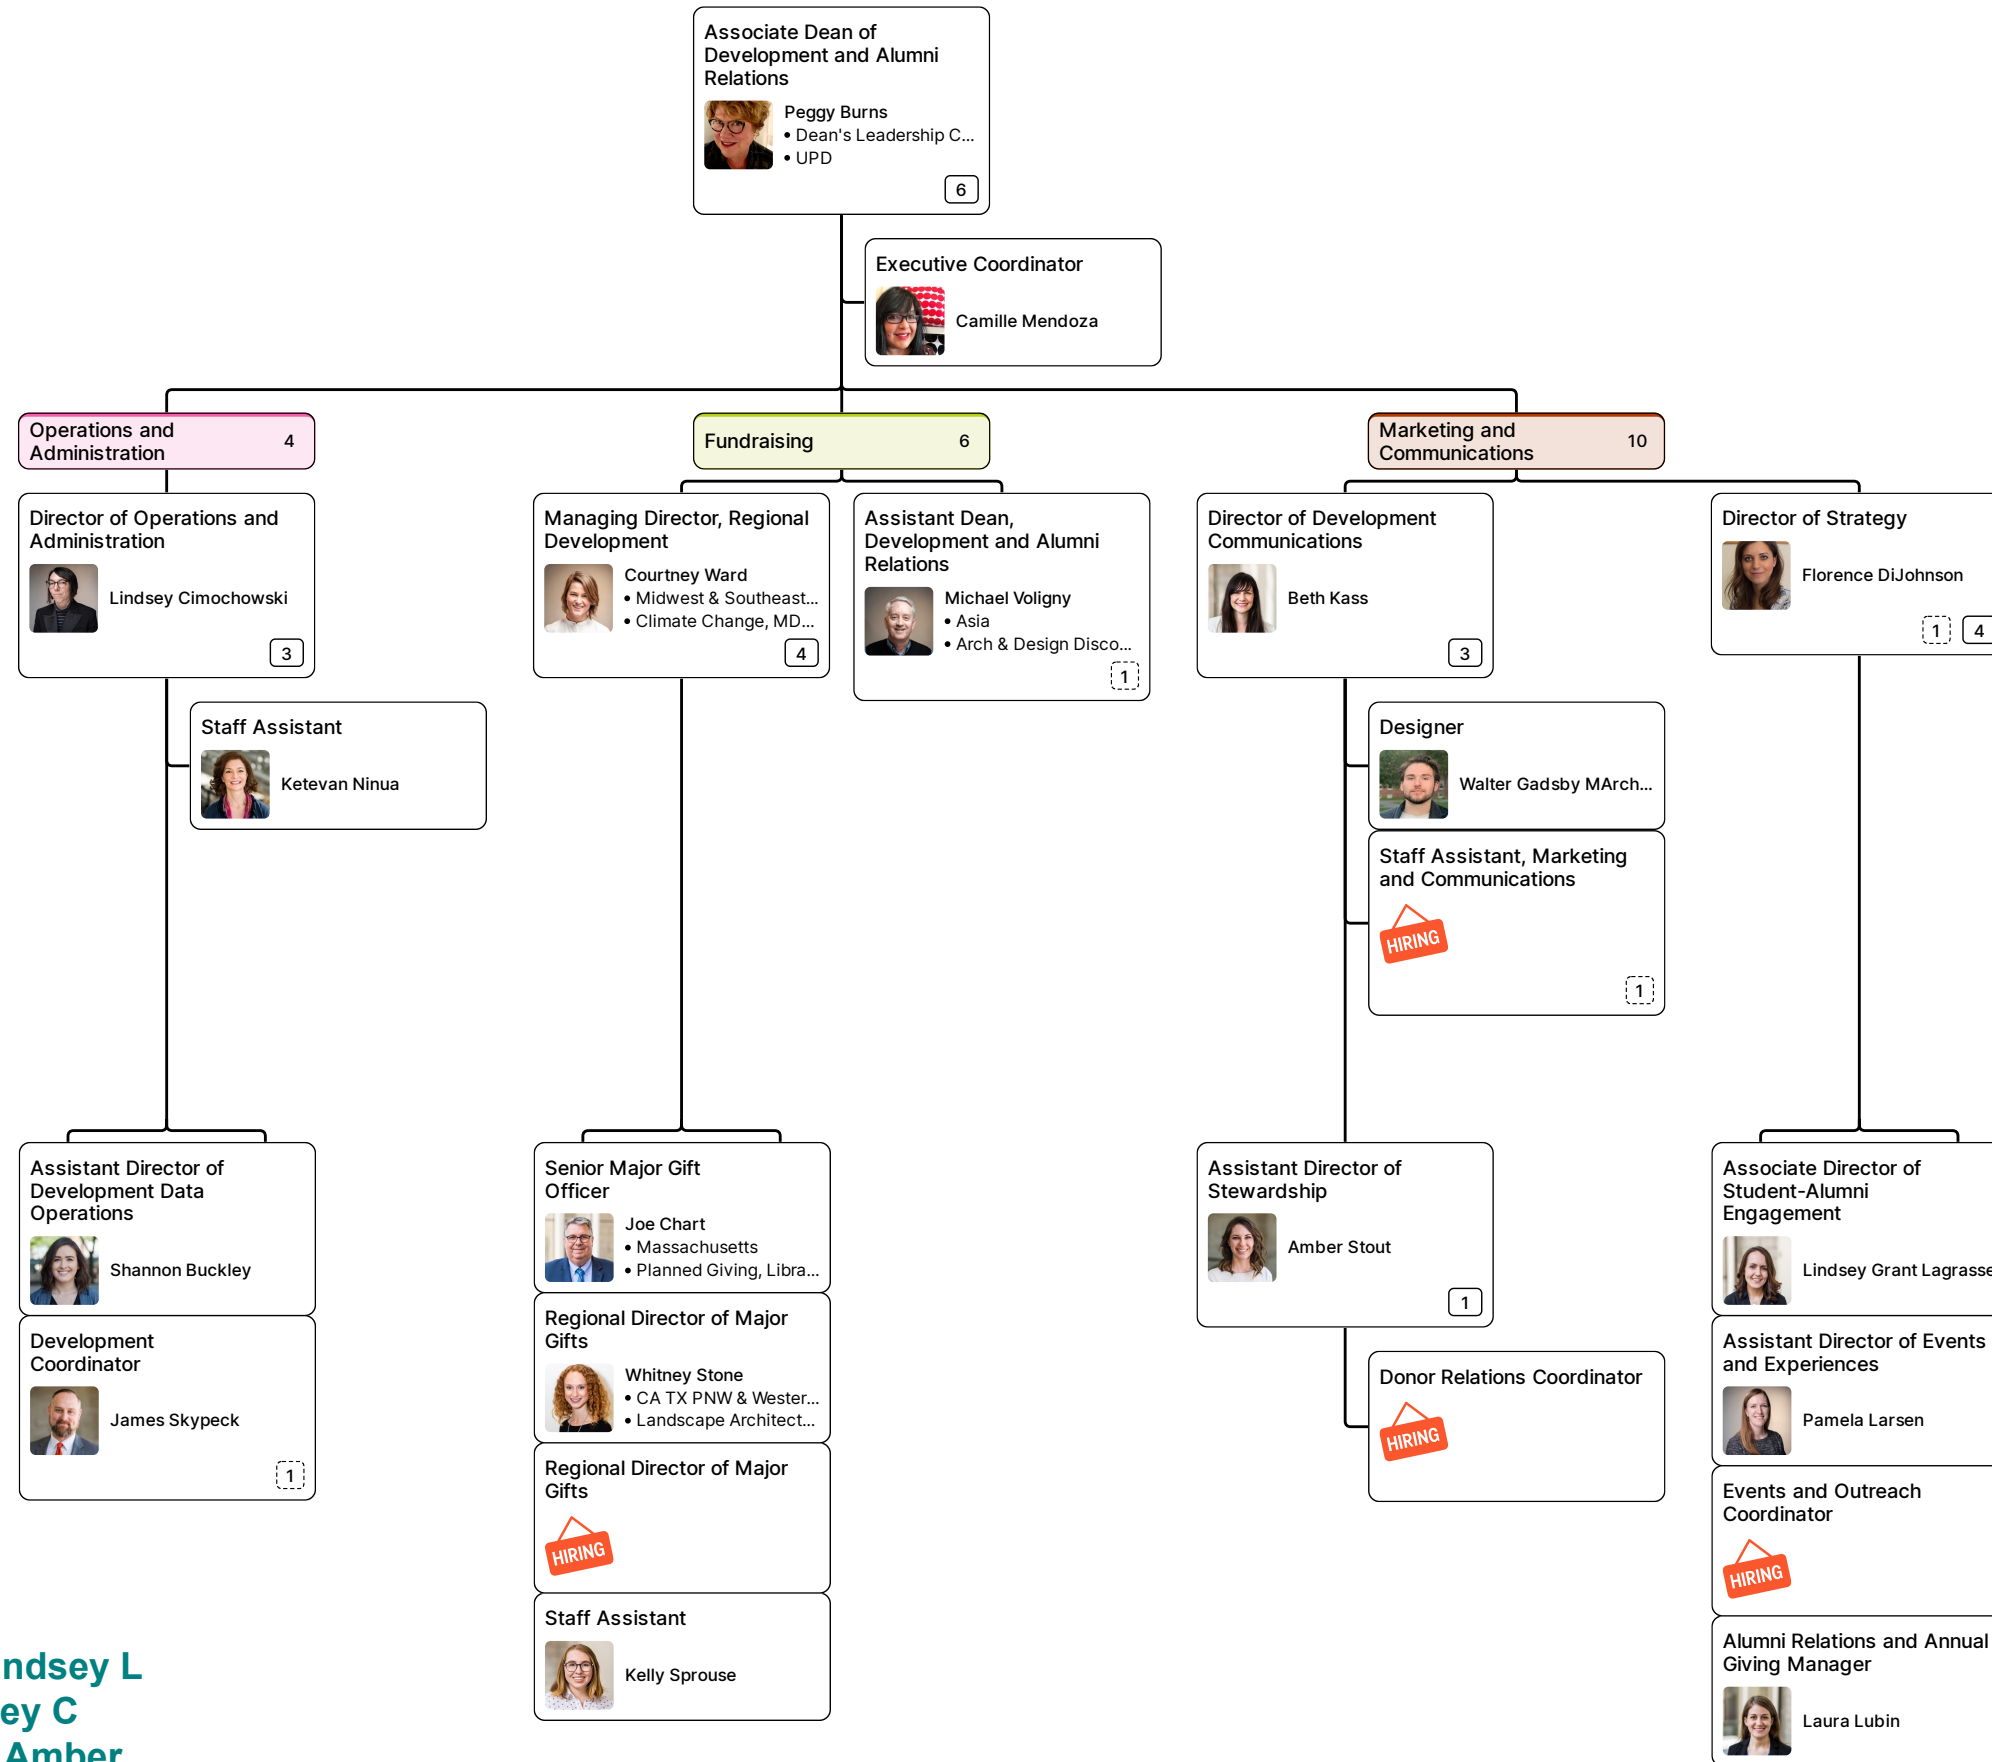 Associate Dean of
Development and Alumni
Relations
Peggy Burns
• Dean's Leadership C...
• UPD
6
Executive Coordinator
Camille Mendoza
Operations and
Administration
4
Fundraising
6
Marketing and
Communications
10
Director of Operations and
Administration
Lindsey Cimochowski
3
Managing Director, Regional
Development
Courtney Ward
• Midwest & Southeast...
• Climate Change, MD...
4
Assistant Dean,
Development and Alumni
Relations
Michael Voligny
• Asia
• Arch & Design Disco...
1
Director of Development
Communications
Beth Kass
3
Director of Strategy
Florence DiJohnson
1
4
Staff Assistant
Ketevan Ninua
Designer
Walter Gadsby MArch...
Staff Assistant, Marketing
and Communications
HIRING
1
Assistant Director of
Development Data
Operations
Shannon Buckley
Development
Coordinator
James Skypeck
1
Senior Major Gift
Officer
Joe Chart
• Massachusetts
• Planned Giving, Libra...
Regional Director of Major
Gifts
Whitney Stone
• CA TX PNW & Wester...
• Landscape Architect...
Regional Director of Major
Gifts
HIRING
Staff Assistant
Kelly Sprouse
Assistant Director of
Stewardship
Amber Stout
1
Donor Relations Coordinator
HIRING
Associate Director of
Student-Alumni
Engagement
Lindsey Grant Lagrasse
Assistant Director of Events
and Experiences
Pamela Larsen
Events and Outreach
Coordinator
HIRING
Alumni Relations and Annual
Giving Manager
Laura Lubin
ndsey L
ey C
Amber